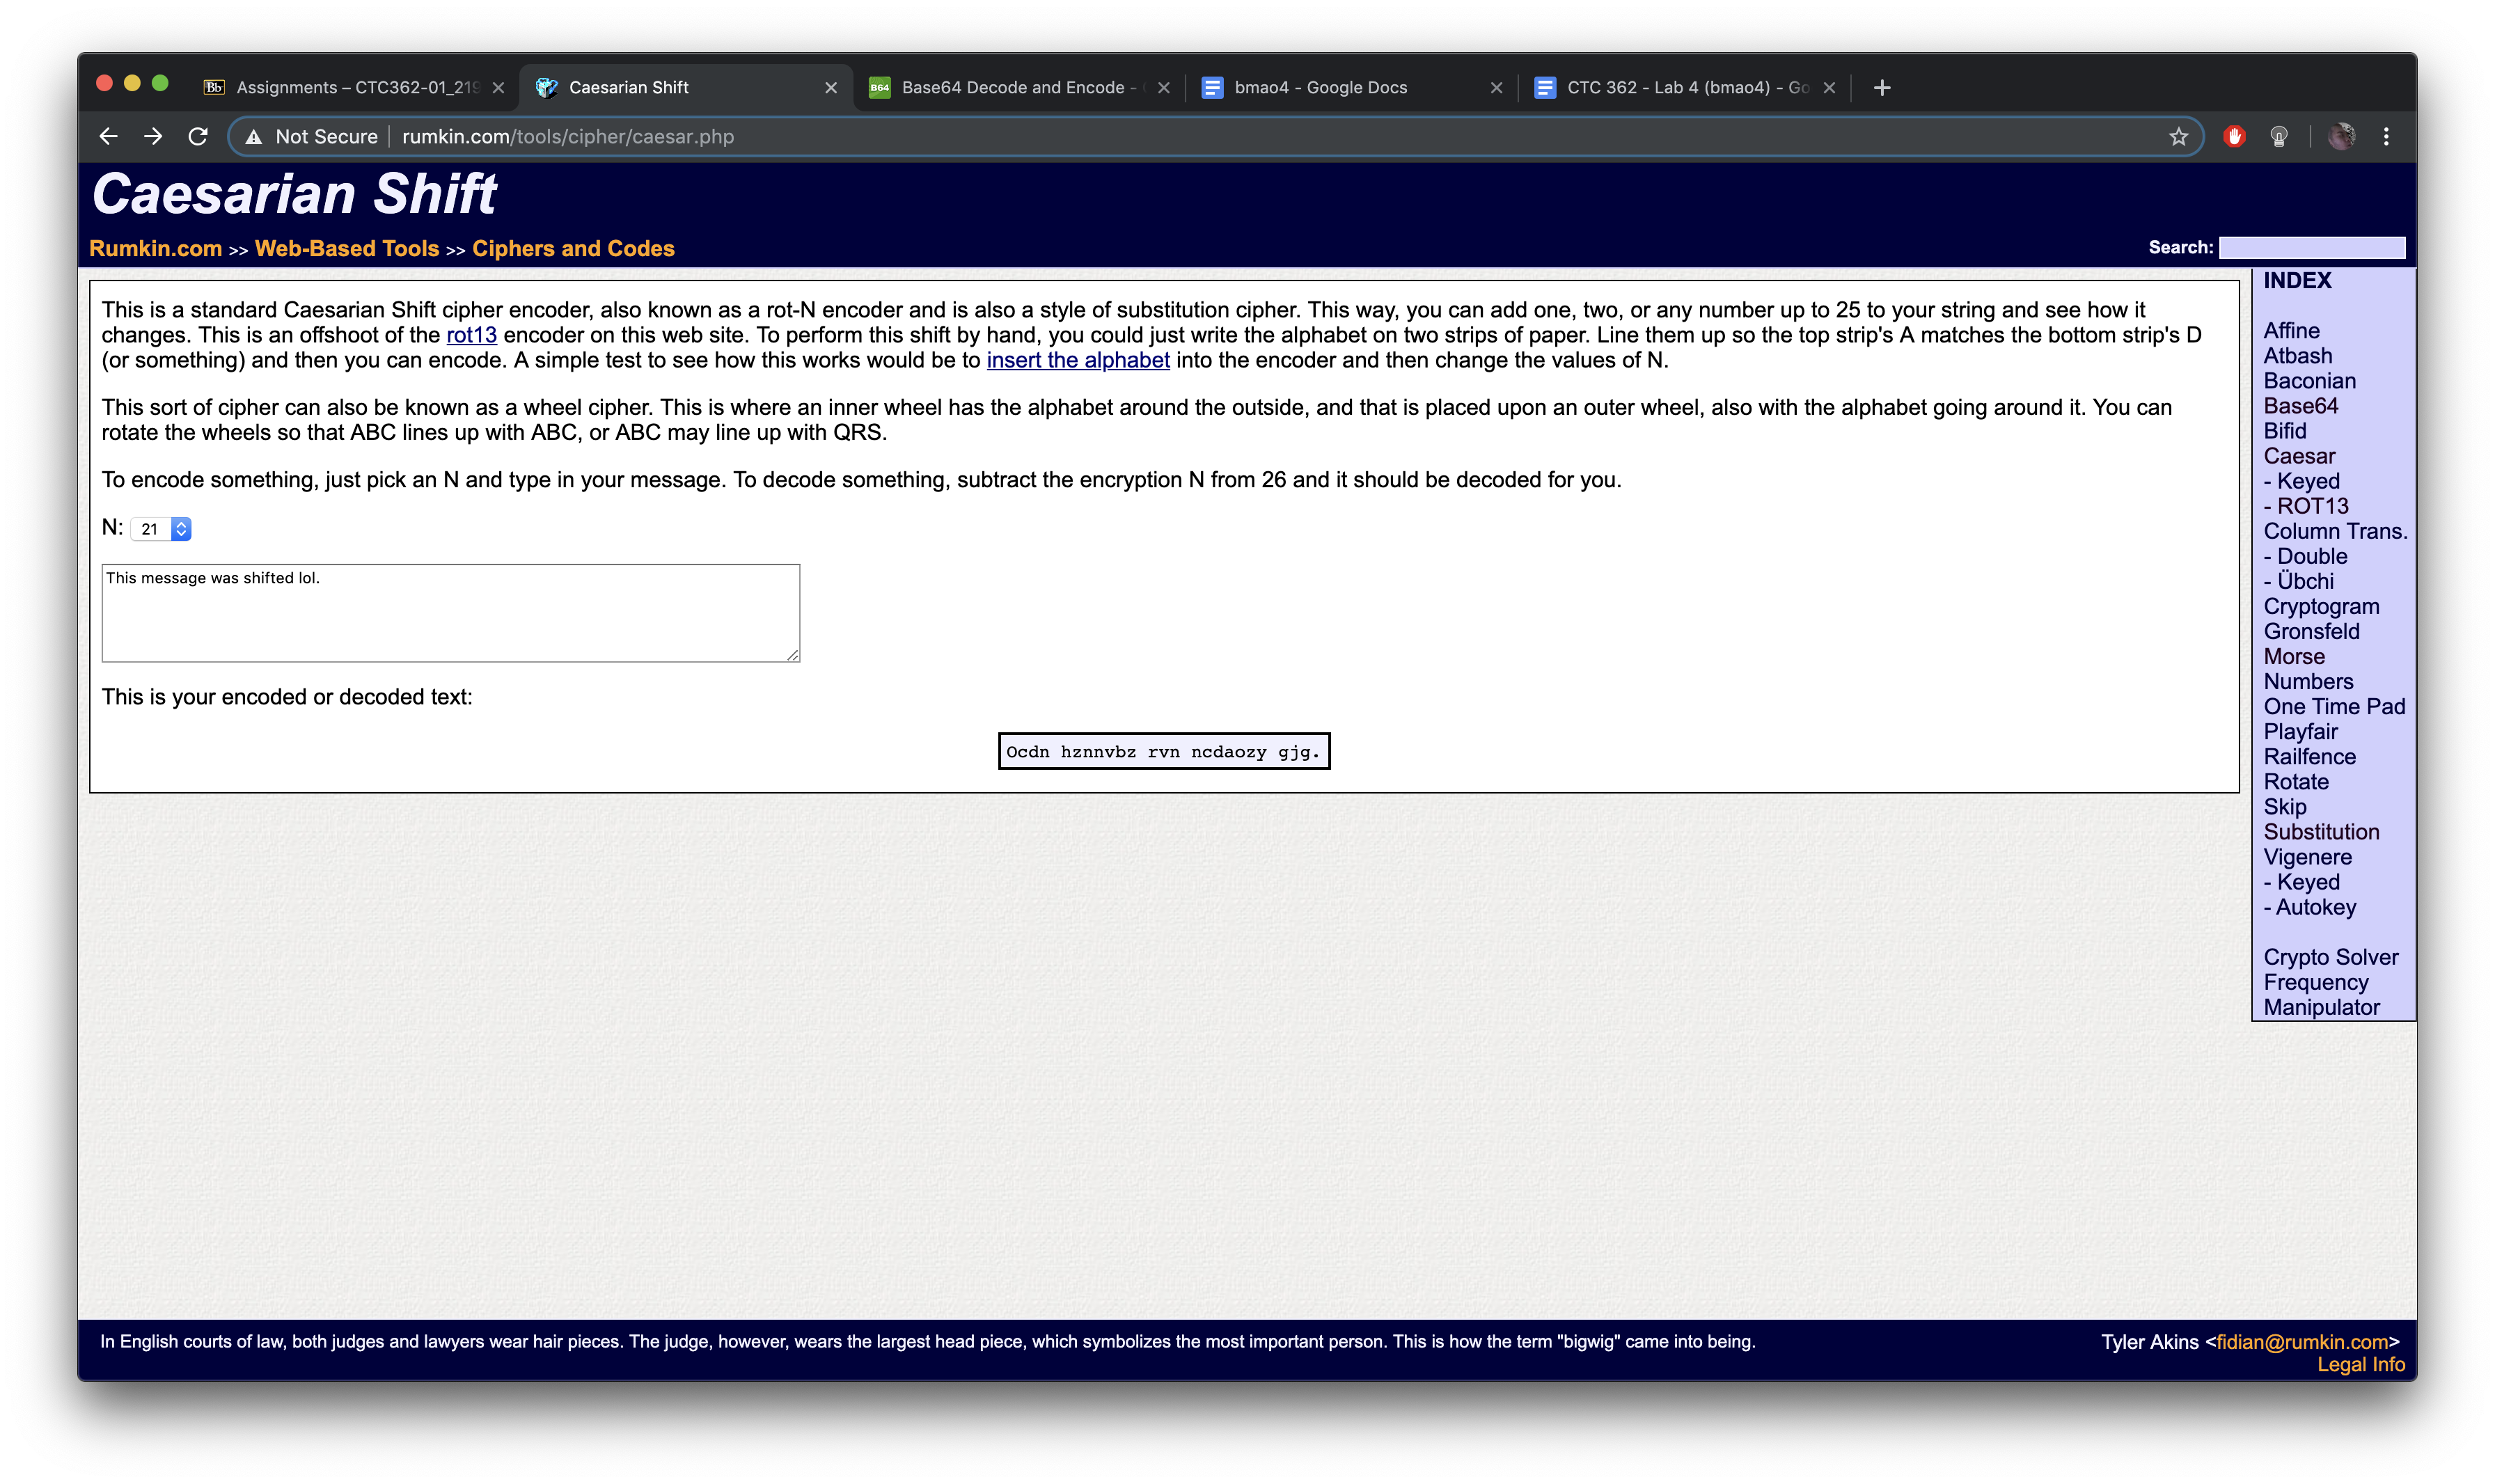 Assignments – CTC362-01_219
Caesarian Shift
Base64 Decode and Encode -
bmao4 - Google Docs
CTC 362 - Lab 4 (bmao4) - Go
Not Secure
rumkin.com/tools/cipher/caesar.php
Caesarian Shift
Rumkin.com >> Web-Based Tools >> Ciphers and Codes
Search:
This is a standard Caesarian Shift cipher encoder, also known as a rot-N encoder and is also a style of substitution cipher. This way, you can add one, two, or any number up to 25 to your string and see how it
changes. This is an offshoot of the rot13 encoder on this web site. To perform this shift by hand, you could just write the alphabet on two strips of paper. Line them up so the top strip's A matches the bottom strip's D
(or something) and then you can encode. A simple test to see how this works would be to insert the alphabet into the encoder and then change the values of N.
This sort of cipher can also be known as a wheel cipher. This is where an inner wheel has the alphabet around the outside, and that is placed upon an outer wheel, also with the alphabet going around it. You can
rotate the wheels so that ABC lines up with ABC, or ABC may line up with QRS.
To encode something, just pick an N and type in your message. To decode something, subtract the encryption N from 26 and it should be decoded for you.
N: 21
This message was shifted lol.
This is your encoded or decoded text:
Ocdn hznnvbz rvn ncdaozy gjg.
INDEX
Affine
Atbash
Baconian
Base64
Bifid
Caesar
- Keyed
- ROT13
Column Trans.
- Double
- Übchi
Cryptogram
Gronsfeld
Morse
Numbers
One Time Pad
Playfair
Railfence
Rotate
Skip
Substitution
Vigenere
- Keyed
- Autokey
Crypto Solver
Frequency
Manipulator
In English courts of law, both judges and lawyers wear hair pieces. The judge, however, wears the largest head piece, which symbolizes the most important person. This is how the term "bigwig" came into being.
Tyler Akins <fidian@rumkin.com>
Legal Info